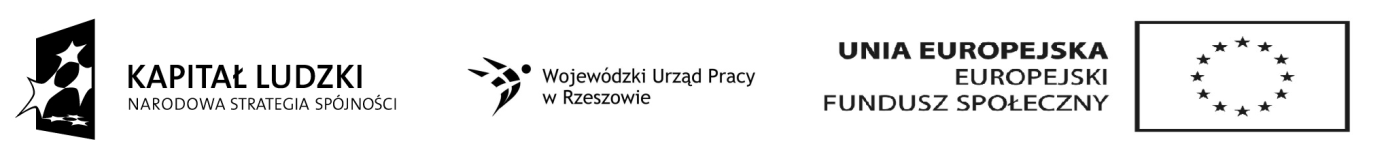 KAPITAŁ LUDZKI
NARODOWA STRATEGIA SPÓJNOŚCI
Wojewódzki Urząd Pracy
w Rzeszowie
UNIA EUROPEJSKA
EUROPEJSKI
FUNDUSZ SPOŁECZNY